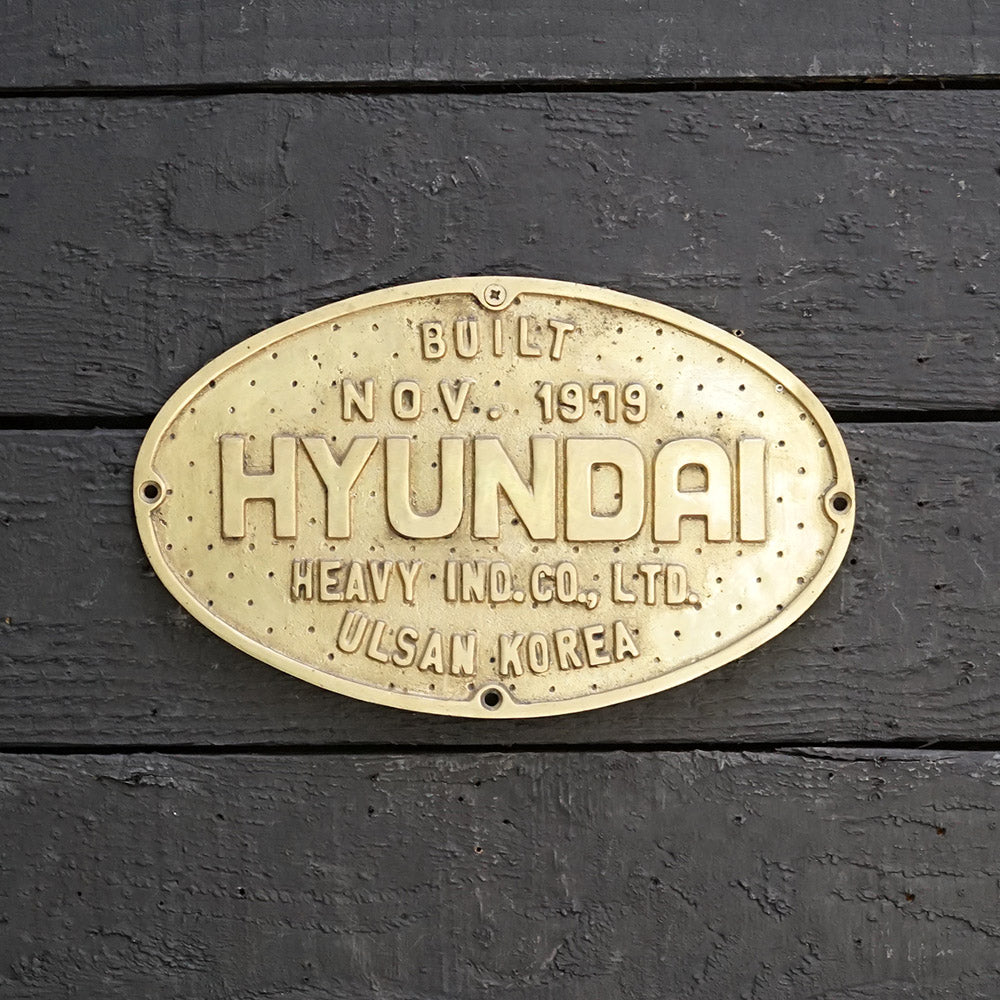 BUILT
NOV. 1979
HYUNDAI
HEAVY IND. CO., LTD.
ULSAN KOREA